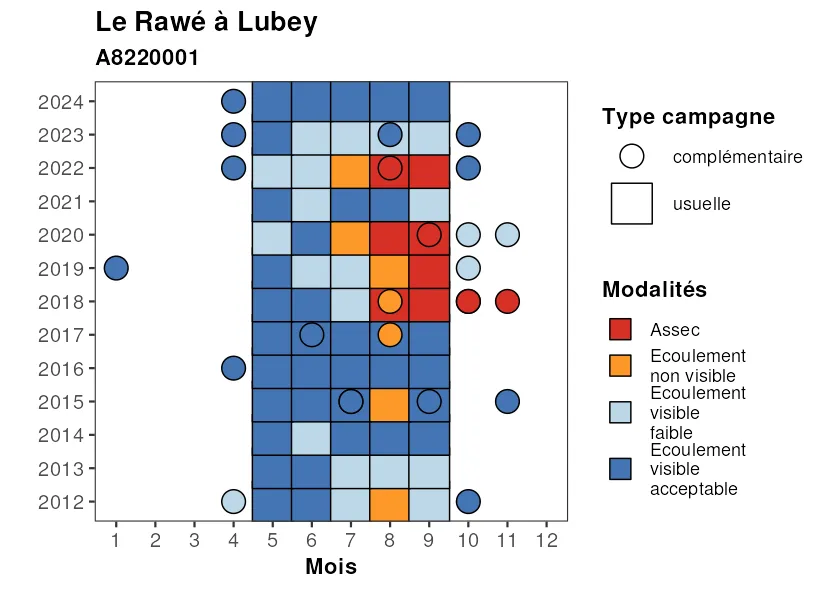 Le Rawé à Lubey
A8220001
2024
2023
2022
2021
2020
2019
2018
2017
2016
2015
2014
2013
2012
1 2 3 4 5 6 7 8 9 10 11 12
Mois
Type campagne
complémentaire
usuelle
Modalités
Assec
Ecoulement
non visible
Ecoulement
visible
faible
Ecoulement
visible
acceptable